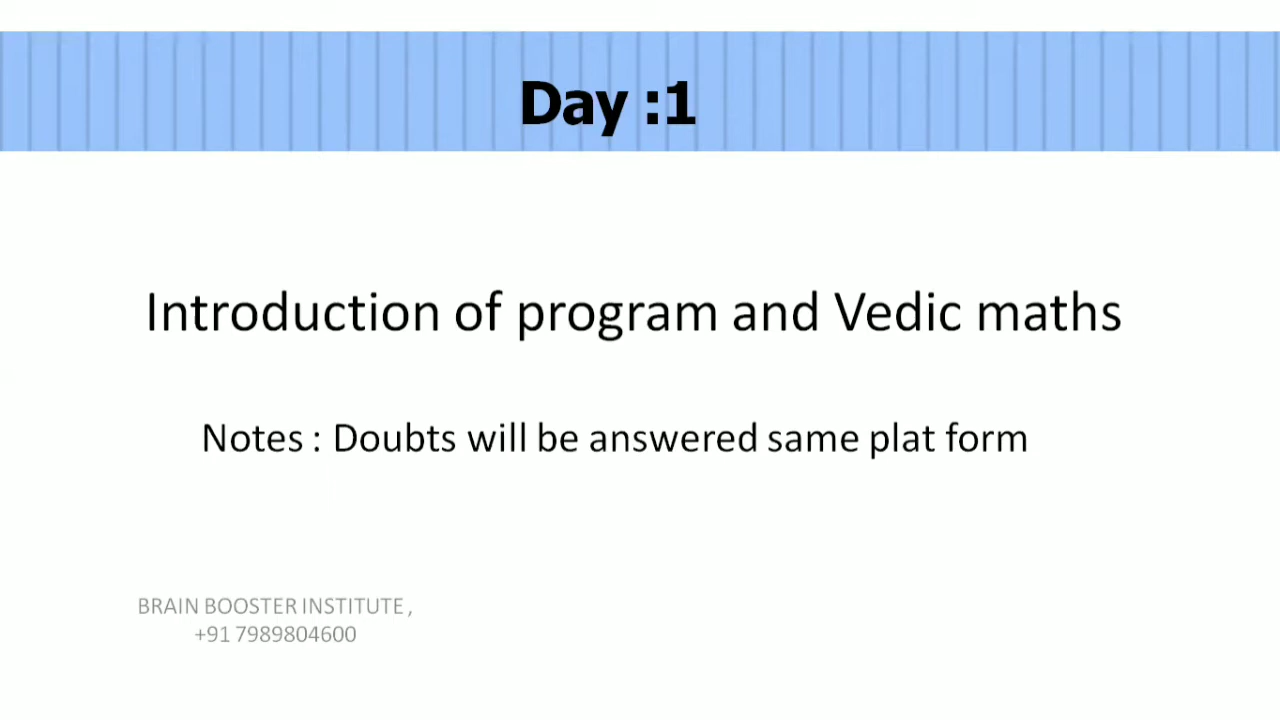 Day :1
Introduction of program and Vedic maths
Notes : Doubts will be answered same plat form
BRAIN BOOSTER INSTITUTE ,
+91 7989804600